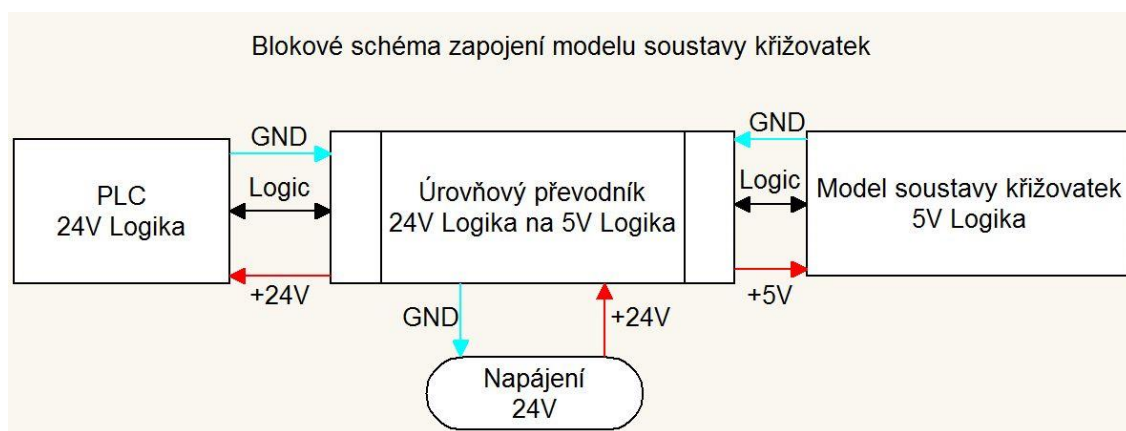 Blokové schéma zapojení modelu soustavy křižovatek
GND
GND
PLC
24V Logika
Logic
Úrovňový převodník
24V Logika na 5V Logika
Logic
Model soustavy křižovatek
5V Logika
+24V
+5V
GND
+24V
Napájení
24V